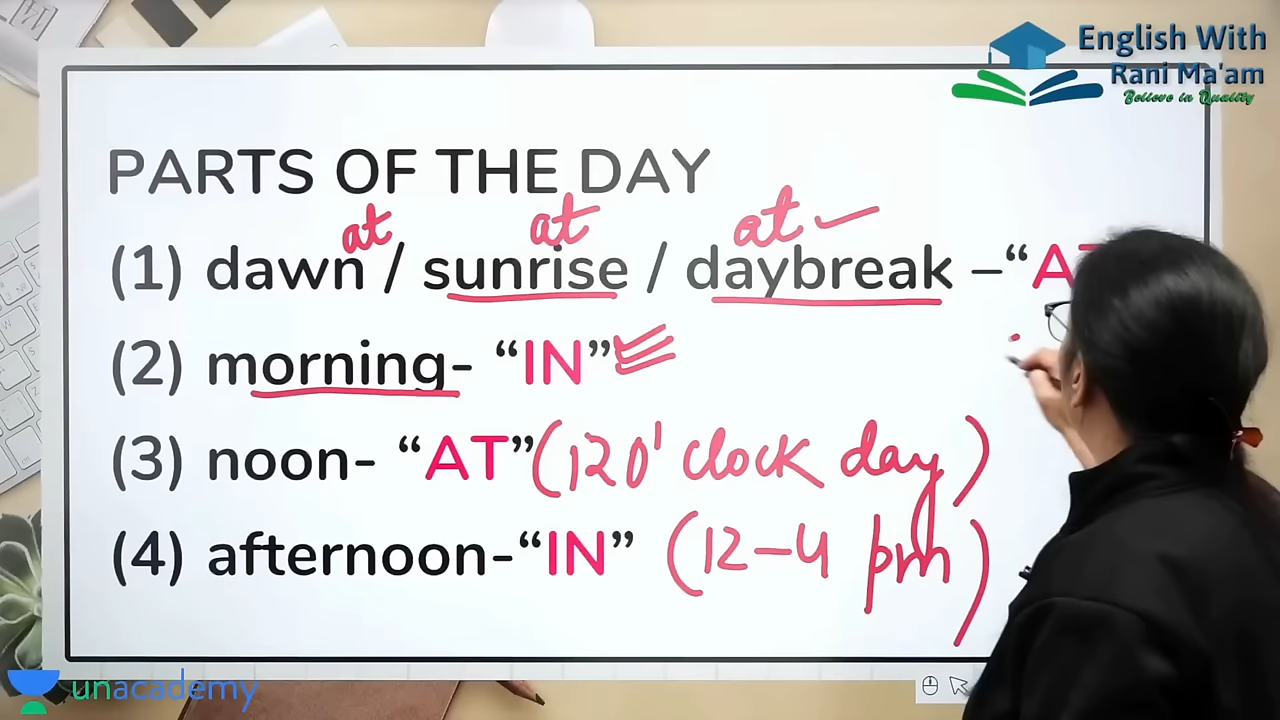 English With
Rani Ma'am
Believe in Quality
PARTS OF THE DAY
at at at
(1) dawn / sunrise / daybreak –“
(2) morning- “IN”
(3) noon- “AT” (12 0' clock day)
(4) afternoon-“IN” (12–4 pm)
unacademy